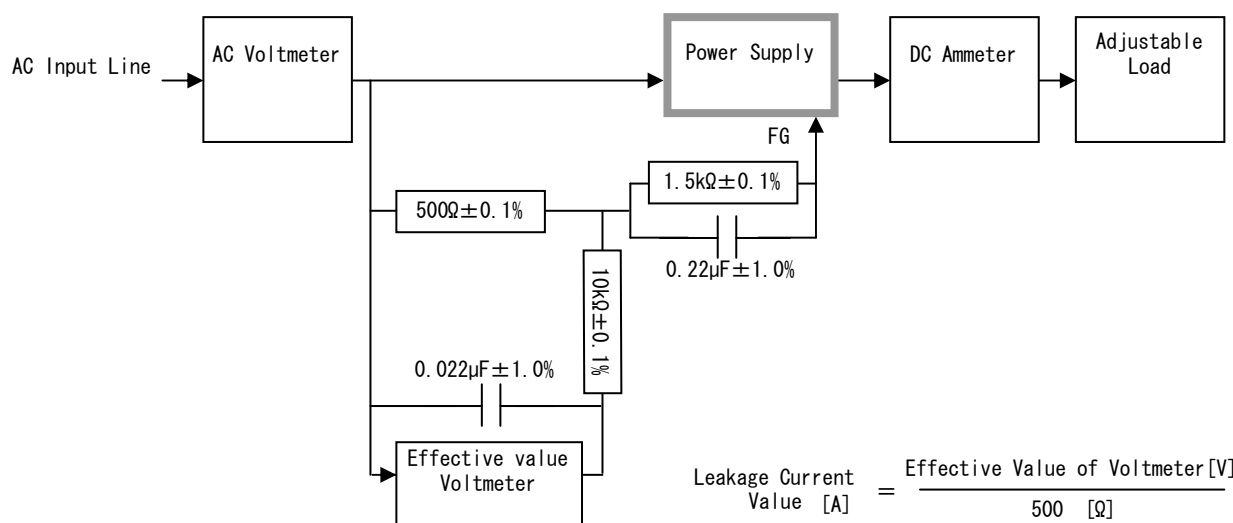 AC Input Line
AC Voltmeter
Power Supply
DC Ammeter
Adjustable
Load
FG
1.5kΩ±0.1%
500Ω±0.1%
0.22μF±1.0%
10kΩ±0.1%
0.022μF±1.0%
Effective value
Voltmeter
Leakage Current
Value [A]
=
Effective Value of Voltmeter[V]
500 [Ω]